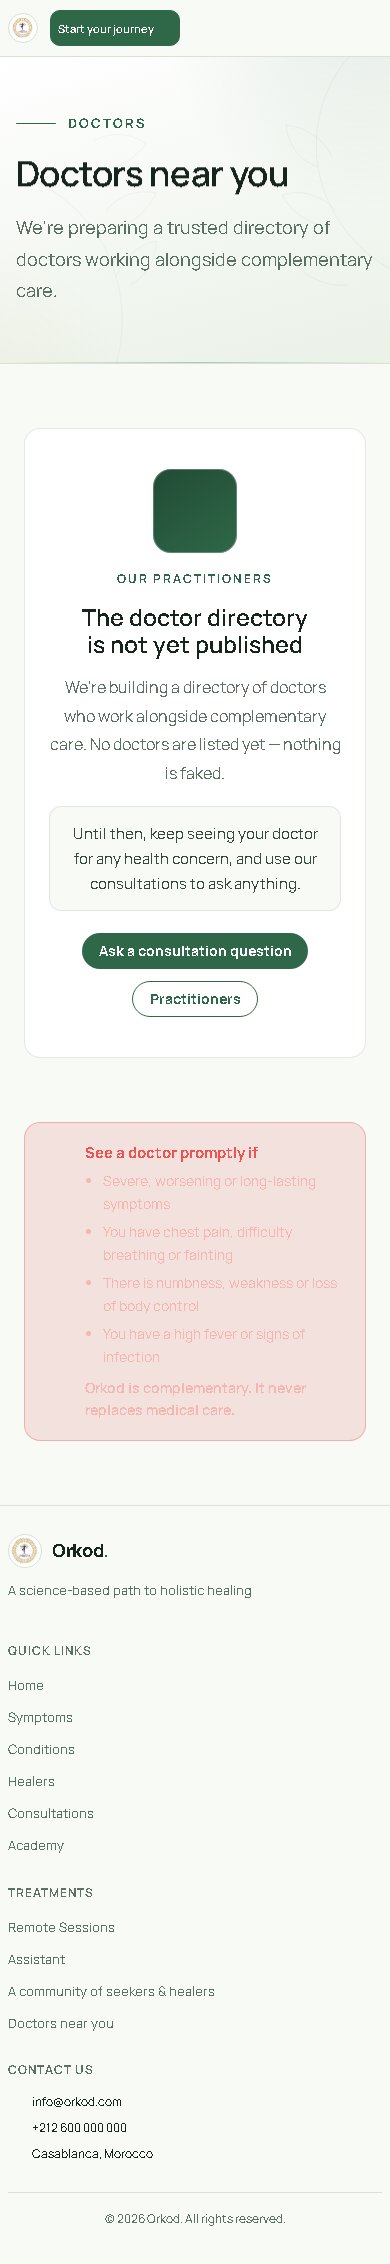 Start your journey
DOCTORS
Doctors near you
We're preparing a trusted directory of
doctors working alongside complementary
care.
OUR PRACTITIONERS
The doctor directory
is not yet published
We're building a directory of doctors
who work alongside complementary
care. No doctors are listed yet — nothing
is faked.
Until then, keep seeing your doctor
for any health concern, and use our
consultations to ask anything.
Ask a consultation question
Practitioners
See a doctor promptly if
• Severe, worsening or long-lasting
symptoms
• You have chest pain, difficulty
breathing or fainting
• There is numbness, weakness or loss
of body control
• You have a high fever or signs of
infection
Orkod is complementary. It never
replaces medical care.
Orkod.
A science-based path to holistic healing
QUICK LINKS
Home
Symptoms
Conditions
Healers
Consultations
Academy
TREATMENTS
Remote Sessions
Assistant
A community of seekers & healers
Doctors near you
CONTACT US
info@orkod.com
+212 600 000 000
Casablanca, Morocco
© 2026 Orkod. All rights reserved.